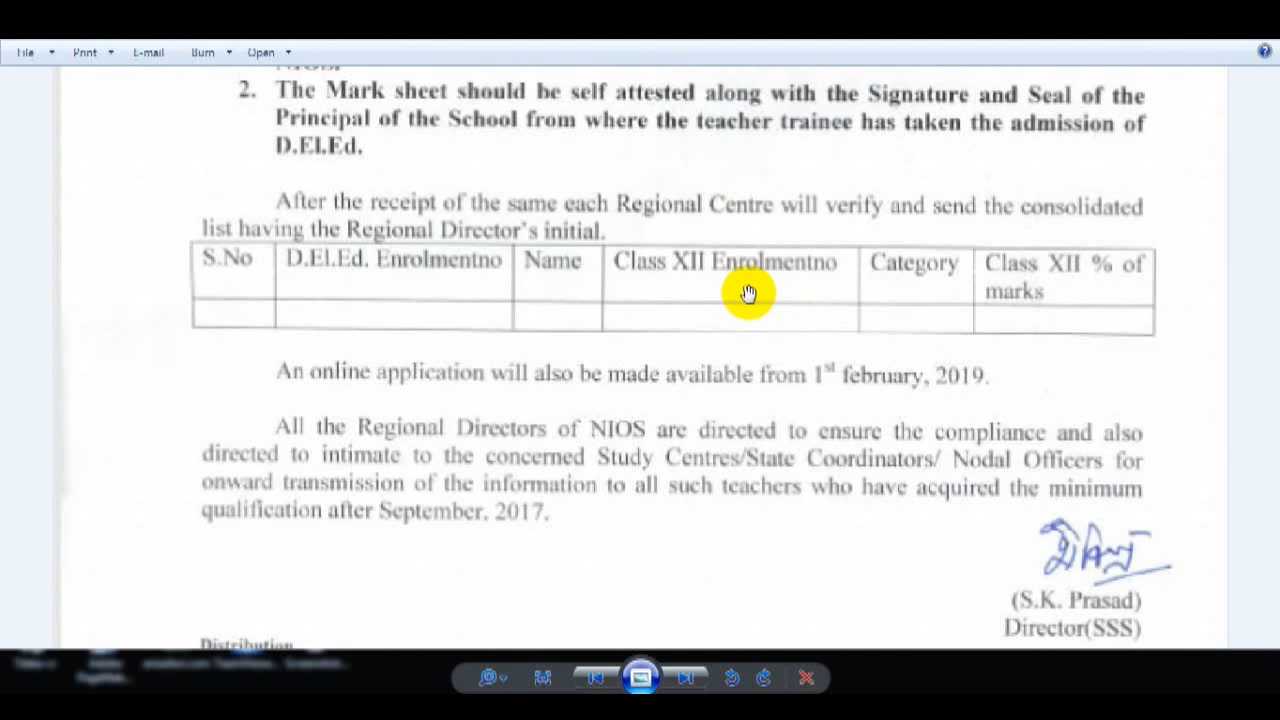 File Print E-mail Burn Open
2. The Mark sheet should be self attested along with the Signature and Seal of the
Principal of the School from where the teacher trainee has taken the admission of
D.El.Ed.
After the receipt of the same each Regional Centre will verify and send the consolidated
list having the Regional Director's initial.
S.No D.El.Ed. Enrolmentno Name Class XII Enrolmentno Category Class XII % of
marks
An online application will also be made available from 1st february, 2019.
All the Regional Directors of NIOS are directed to ensure the compliance and also
directed to intimate to the concerned Study Centres/State Coordinators/ Nodal Officers for
onward transmission of the information to all such teachers who have acquired the minimum
qualification after September, 2017.
(S.K. Prasad)
Director(SSS)
Distribution